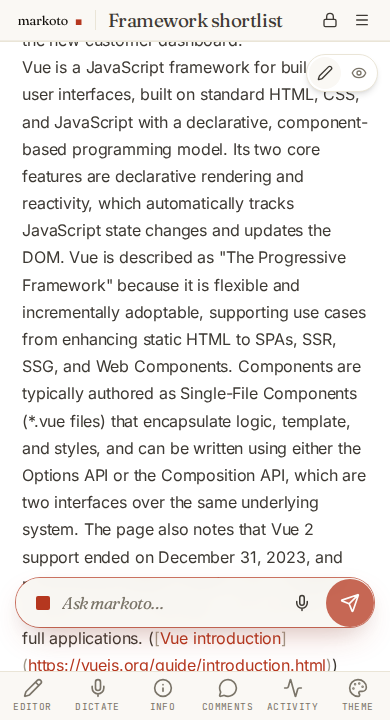 markoto
Framework shortlist
the new customer dashboard.
Vue is a JavaScript framework for
user interfaces, built on standard HTML, CSS,
and JavaScript with a declarative, component-
based programming model. Its two core
features are declarative rendering and
reactivity, which automatically tracks
JavaScript state changes and updates the
DOM. Vue is described as "The Progressive
Framework" because it is flexible and
incrementally adoptable, supporting use cases
from enhancing static HTML to SPAs, SSR,
SSG, and Web Components. Components are
typically authored as Single-File Components
(*.vue files) that encapsulate logic, template,
and styles, and can be written using either the
Options API or the Composition API, which are
two interfaces over the same underlying
system. The page also notes that Vue 2
support ended on December 31, 2023, and
Ask markoto...
full applications. ([Vue introduction]
(https://vuejs.org/guide/introduction.html))
EDITOR DICTATE INFO COMMENTS ACTIVITY THEME